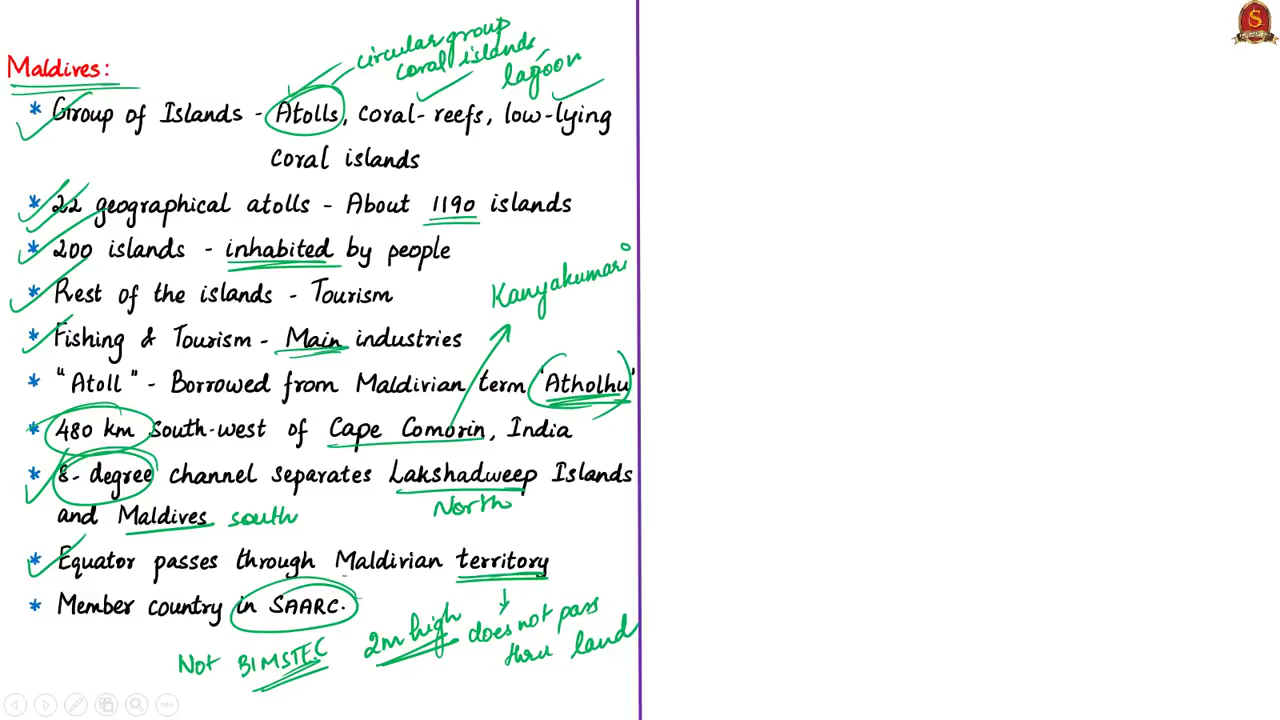 circular group
coral islands
lagoon
Maldives:
* Group of Islands - Atolls, coral-reefs, low-lying
coral islands
* 22 geographical atolls - About 1190 islands
* 200 islands - inhabited by people
Kanyakumari
* Rest of the islands - Tourism
* Fishing & Tourism - Main industries
* "Atoll" - Borrowed from Maldivian term 'Atholhu'
* 480 km south-west of Cape Comorin, India
* 8-degree channel separates Lakshadweep Islands
North
and Maldives south
* Equator passes through Maldivian territory
* Member country in SAARC.
2m high does not pass
thru land
Not BIMSTEC